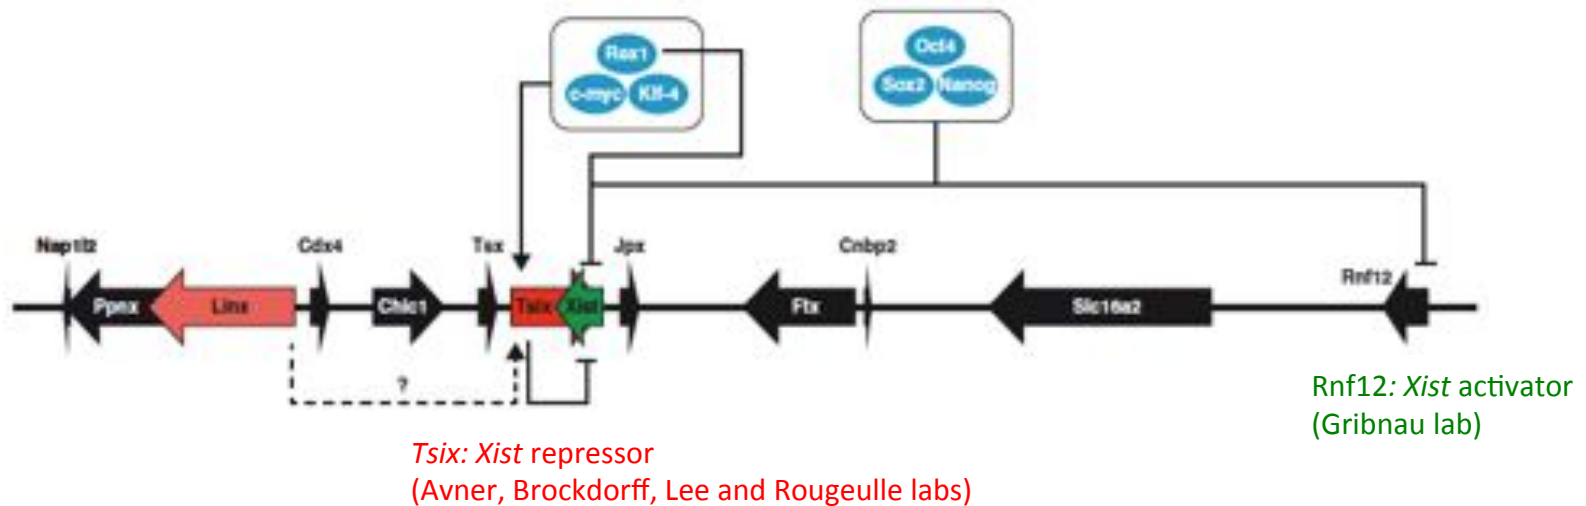 Rex1
c-myc Klf-4
Oct4
Sox2 Nanog
Nap1l2
Cdx4
Tsx
Jpx
Cnbp2
Rnf12
Ppnx
Linx
Chic1
Tsix
Xist
Ftx
Slc16a2
?
Rnf12: Xist activator
(Gribnau lab)
Tsix: Xist repressor
(Avner, Brockdorff, Lee and Rougeulle labs)